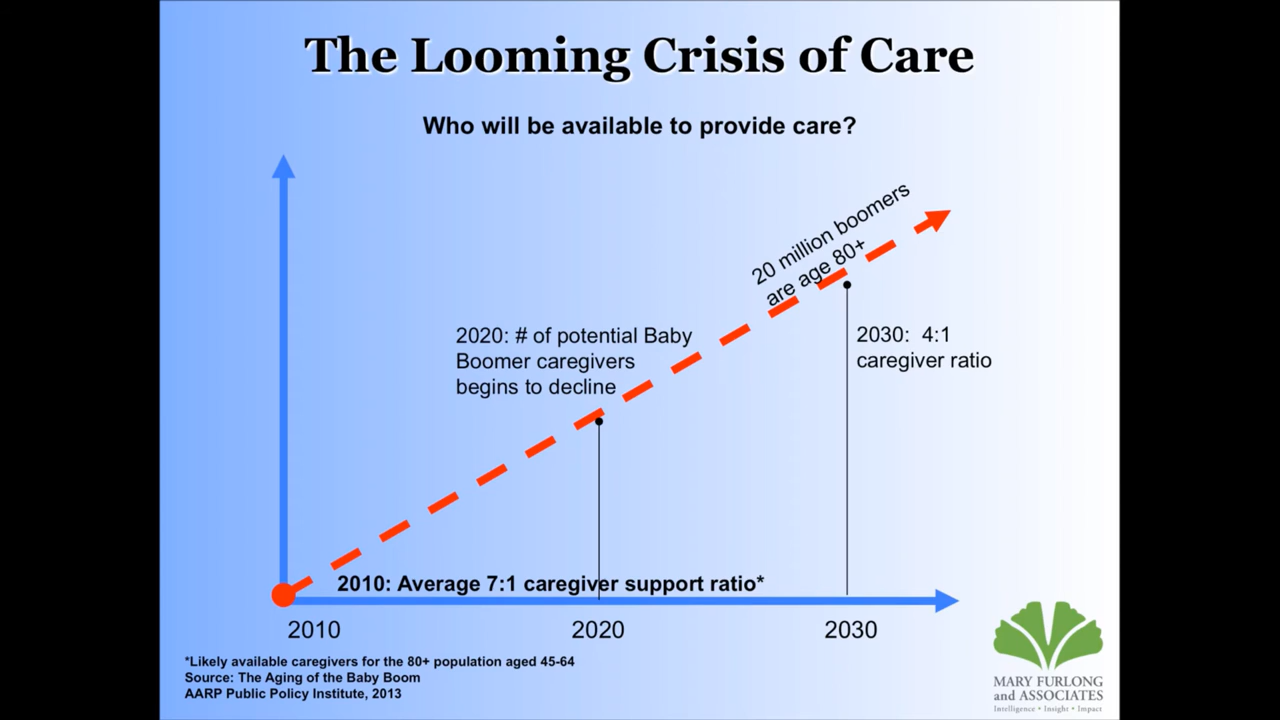 The Looming Crisis of Care
Who will be available to provide care?
20 million boomers
are age 80+
2020: # of potential Baby
Boomer caregivers
begins to decline
2030:  4:1
caregiver ratio
2010: Average 7:1 caregiver support ratio*
2010
2020
2030
*Likely available caregivers for the 80+ population aged 45-64
Source: The Aging of the Baby Boom
AARP Public Policy Institute, 2013
MARY FURLONG
and ASSOCIATES
Intelligence • Insight • Impact